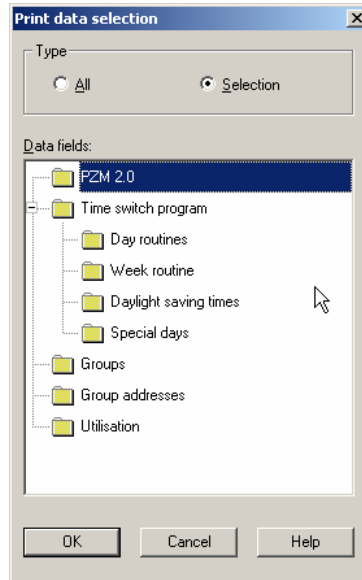 Print data selection
Type
All
Selection
Data fields:
PZM 2.0
Time switch program
Day routines
Week routine
Daylight saving times
Special days
Groups
Group addresses
Utilisation
OK
Cancel
Help